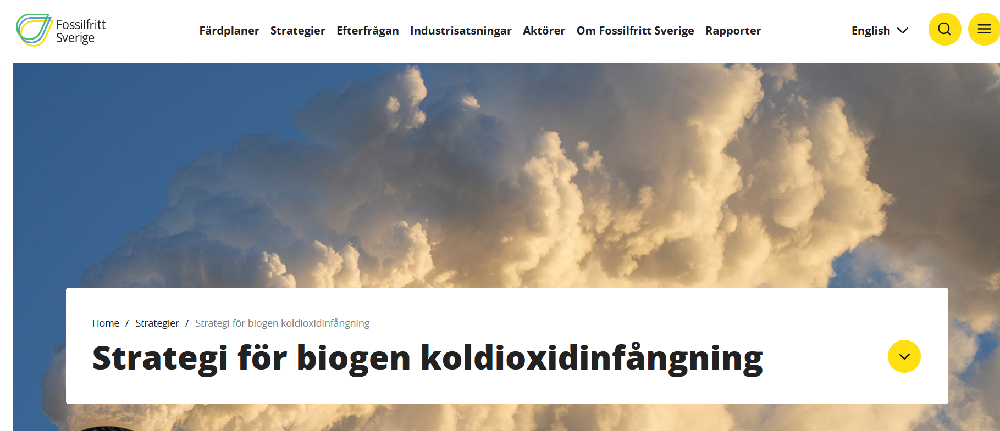 Fossilfritt
Sverige
Färdplaner Strategier Efterfrågan Industrisatsningar Aktörer Om Fossilfritt Sverige Rapporter English
Home / Strategier / Strategi för biogen koldioxidinfångning
Strategi för biogen koldioxidinfångning